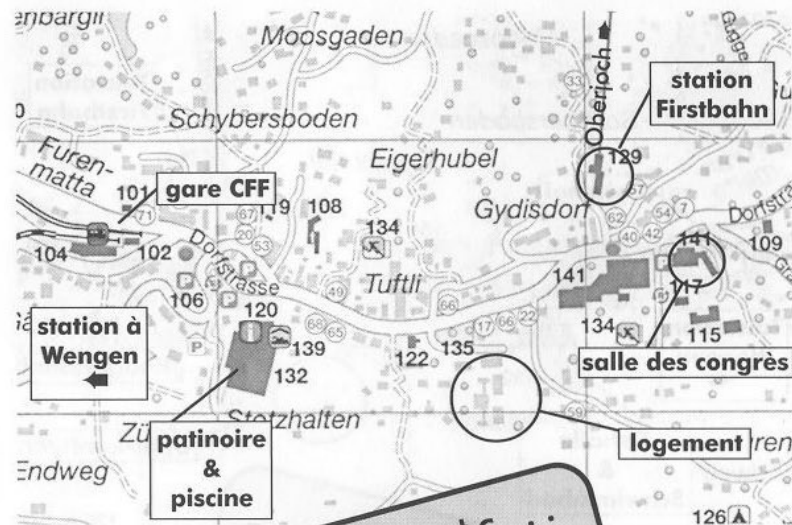 Moosgaden
Oberjoch
33
station
Firstbahn
Schybersboden
Furen-
matta
Eigerhubel
129
101
gare CFF
71
67
20
53
119
108
134
Gydisdorf
57
62
54
7
40
42
104
102
Dorfstrasse
106
P
P
49
Tuftli
66
141
141
109
117
115
station à
Wengen
P
120
i
139
132
68
65
122
135
17
66
22
134
salle des congrès
59
Stotzhalten
patinoire
&
piscine
logement
Endweg
126